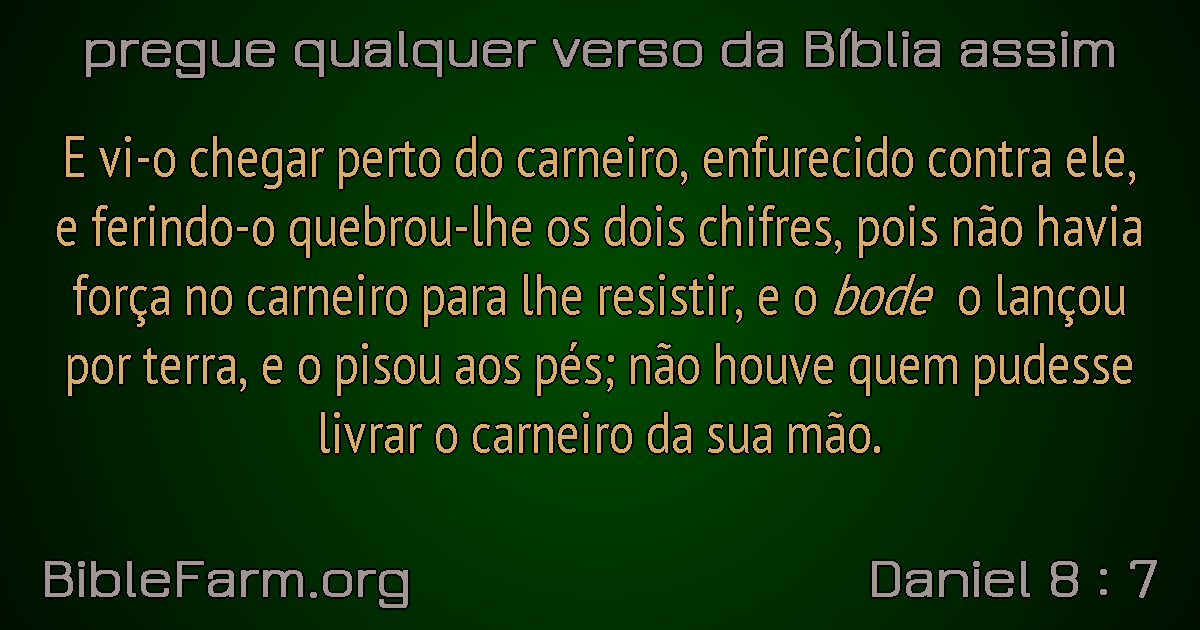 pregue qualquer verso da Bíblia assim
E vi-o chegar perto do carneiro, enfurecido contra ele,
e ferindo-o quebrou-lhe os dois chifres, pois não havia
força no carneiro para lhe resistir, e o bode o lançou
por terra, e o pisou aos pés; não houve quem pudesse
livrar o carneiro da sua mão.
BibleFarm.org
Daniel 8 : 7